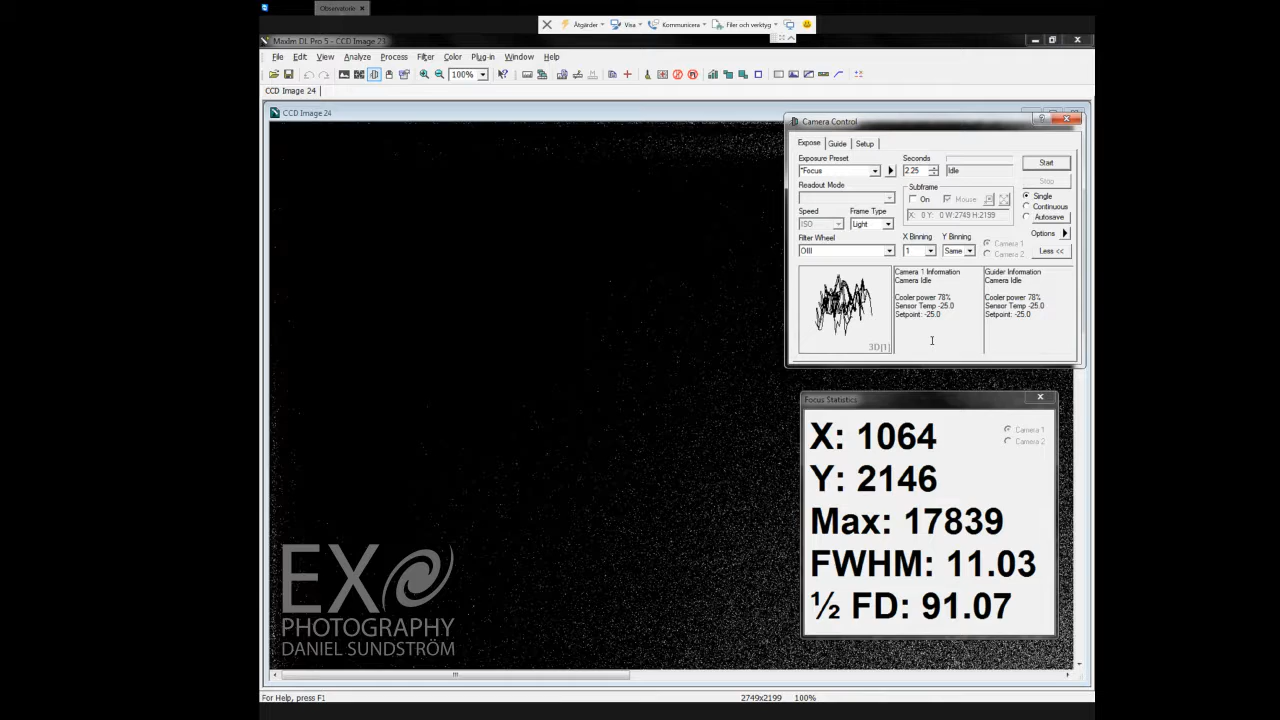 Observatorie
Åtgärder
Visa
Kommunicera
Filer och verktyg
MaxIm DL Pro 5 - CCD Image 23
File Edit View Analyze Process Filter Color Plug-in Window Help
100%
CCD Image 24
CCD Image 24
Camera Control
Expose Guide Setup
Exposure Preset
Seconds
*Focus
2.25
Idle
Start
Readout Mode
Subframe
Stop
On
Mouse
Single
Continuous
Speed
Frame Type
X: 0 Y: 0 W:2749 H:2199
Autosave
ISO
Light
Options
Filter Wheel
X Binning
Y Binning
Camera 1
OIII
1
Same
Camera 2
Less <<
Camera 1 Information
Camera Idle
Cooler power 78%
Sensor Temp -25.0
Setpoint: -25.0
Guider Information
Camera Idle
Cooler power 78%
Sensor Temp -25.0
Setpoint: -25.0
3D[1]
Focus Statistics
X: 1064
Camera 1
Camera 2
Y: 2146
Max: 17839
FWHM: 11.03
½ FD: 91.07
EXO
PHOTOGRAPHY
DANIEL SUNDSTRÖM
For Help, press F1
2749x2199
100%